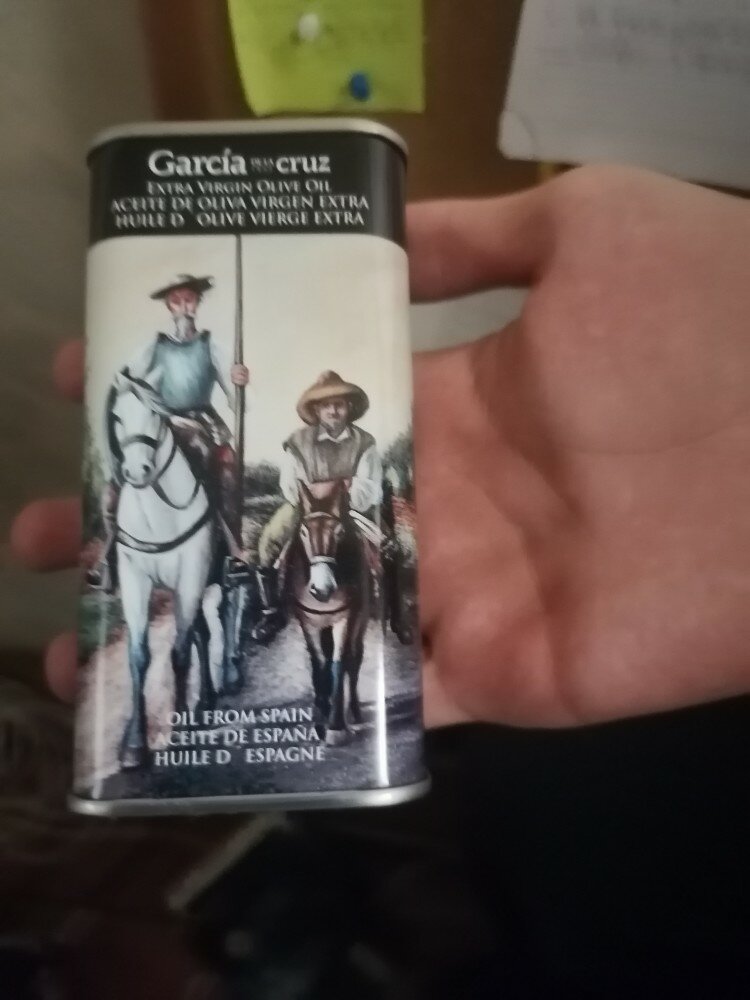 García DE LA cruz
EXTRA VIRGIN OLIVE OIL
ACEITE DE OLIVA VIRGEN EXTRA
HUILE D´ OLIVE VIERGE EXTRA
OIL FROM SPAIN
ACEITE DE ESPAÑA
HUILE D´ ESPAGNE